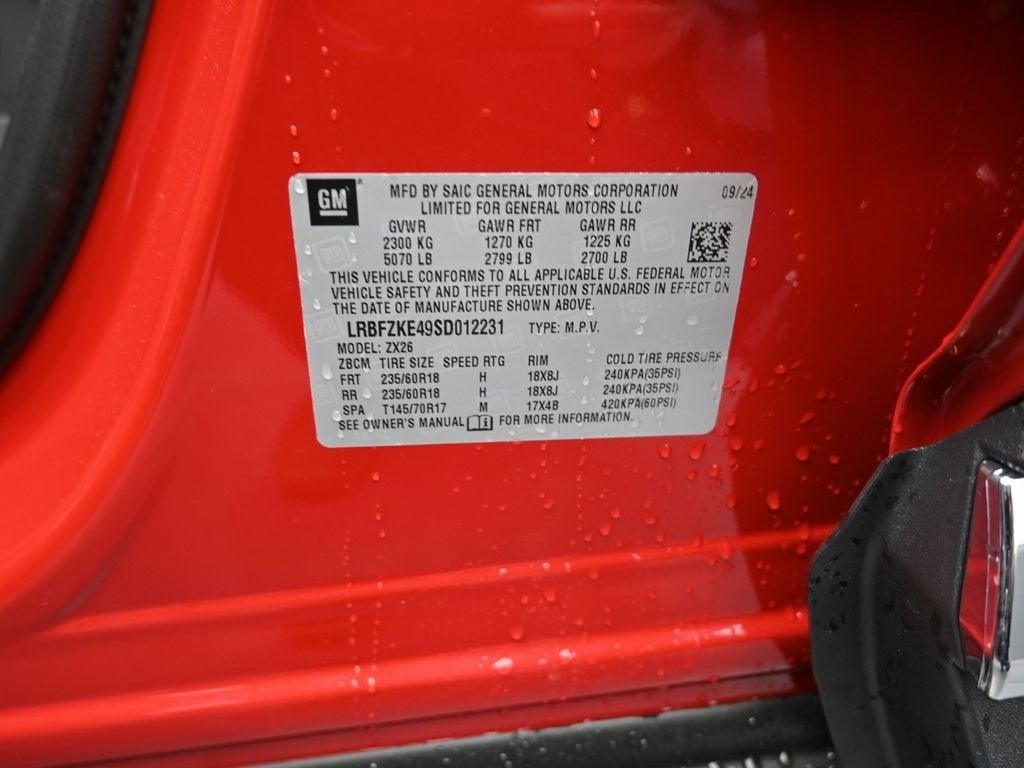 GM MFD BY SAIC GENERAL MOTORS CORPORATION 09/24
LIMITED FOR GENERAL MOTORS LLC
GVWR GAWR FRT GAWR RR
2300 KG 1270 KG 1225 KG
5070 LB 2799 LB 2700 LB
THIS VEHICLE CONFORMS TO ALL APPLICABLE U.S. FEDERAL MOTOR
VEHICLE SAFETY AND THEFT PREVENTION STANDARDS IN EFFECT ON
THE DATE OF MANUFACTURE SHOWN ABOVE.
LRBFZKE49SD012231 TYPE: M.P.V.
MODEL: ZX26
ZBCM TIRE SIZE SPEED RTG RIM COLD TIRE PRESSURE
FRT 235/60R18 H 18X8J 240KPA(35PSI)
RR 235/60R18 H 18X8J 240KPA(35PSI)
SPA T145/70R17 M 17X4B 420KPA(60PSI)
SEE OWNER'S MANUAL i FOR MORE INFORMATION.